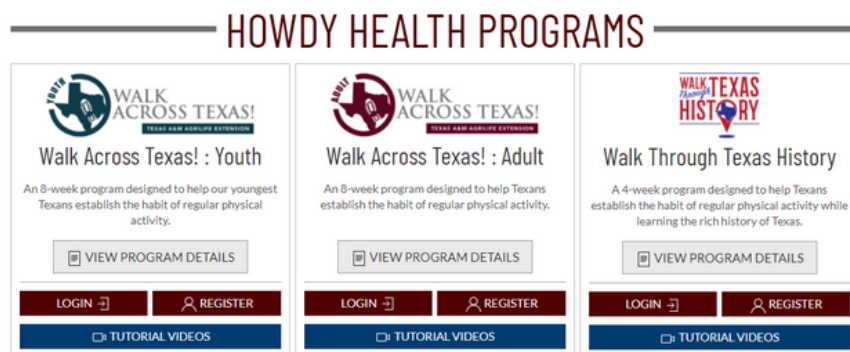 HOWDY HEALTH PROGRAMS
YOUTH
WALK
ACROSS TEXAS!
TEXAS A&M AGRILIFE EXTENSION
Walk Across Texas! : Youth
An 8-week program designed to help our youngest
Texans establish the habit of regular physical
activity.
VIEW PROGRAM DETAILS
LOGIN
REGISTER
TUTORIAL VIDEOS
ADULT
WALK
ACROSS TEXAS!
TEXAS A&M AGRILIFE EXTENSION
Walk Across Texas! : Adult
An 8-week program designed to help Texans
establish the habit of regular physical activity.
VIEW PROGRAM DETAILS
LOGIN
REGISTER
TUTORIAL VIDEOS
WALK TEXAS
Through
HISTORY
Walk Through Texas History
A 4-week program designed to help Texans
establish the habit of regular physical activity while
learning the rich history of Texas.
VIEW PROGRAM DETAILS
LOGIN
REGISTER
TUTORIAL VIDEOS